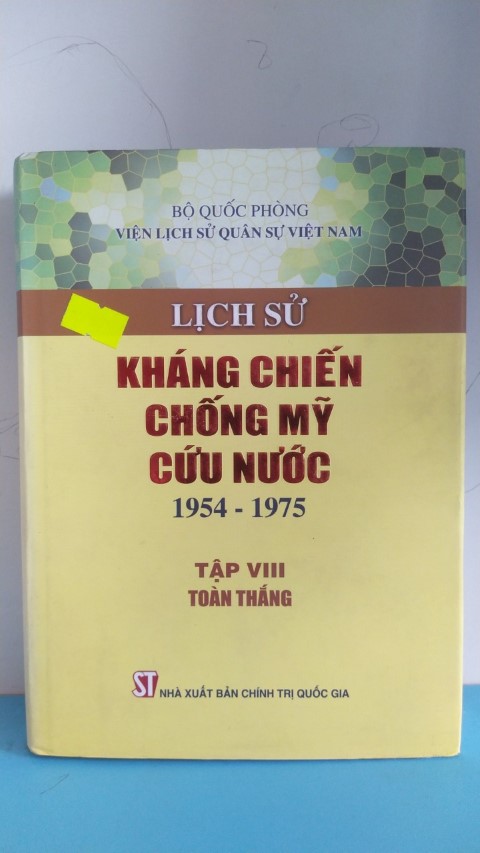 BỘ QUỐC PHÒNG
VIỆN LỊCH SỬ QUÂN SỰ VIỆT NAM
LỊCH SỬ
KHÁNG CHIẾN
CHỐNG MỸ
CỨU NƯỚC
1954 - 1975
TẬP VIII
TOÀN THẮNG
ST NHÀ XUẤT BẢN CHÍNH TRỊ QUỐC GIA